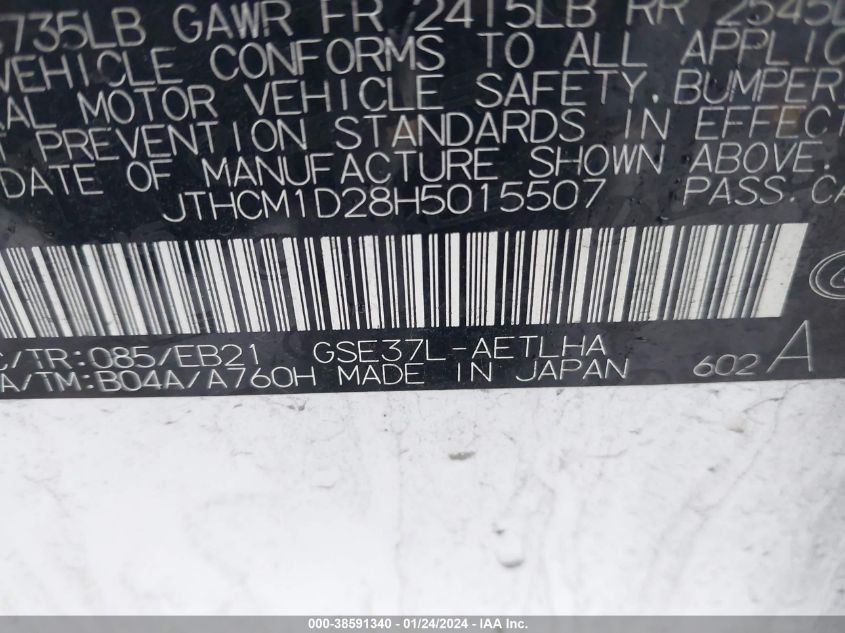 735LB GAWR FR 2415LB RR 2545L
VEHICLE CONFORMS TO ALL APPLIC
AL MOTOR VEHICLE SAFETY, BUMPER
PREVENTION STANDARDS IN EFFECT
DATE OF MANUFACTURE SHOWN ABOVE.
JTHCM1D28H5015507 PASS.CA
C/TR:085/EB21 GSE37L-AETLHA
A/TM:B04A/A760H MADE IN JAPAN 602 A
000-38591340 - 01/24/2024 - IAA Inc.